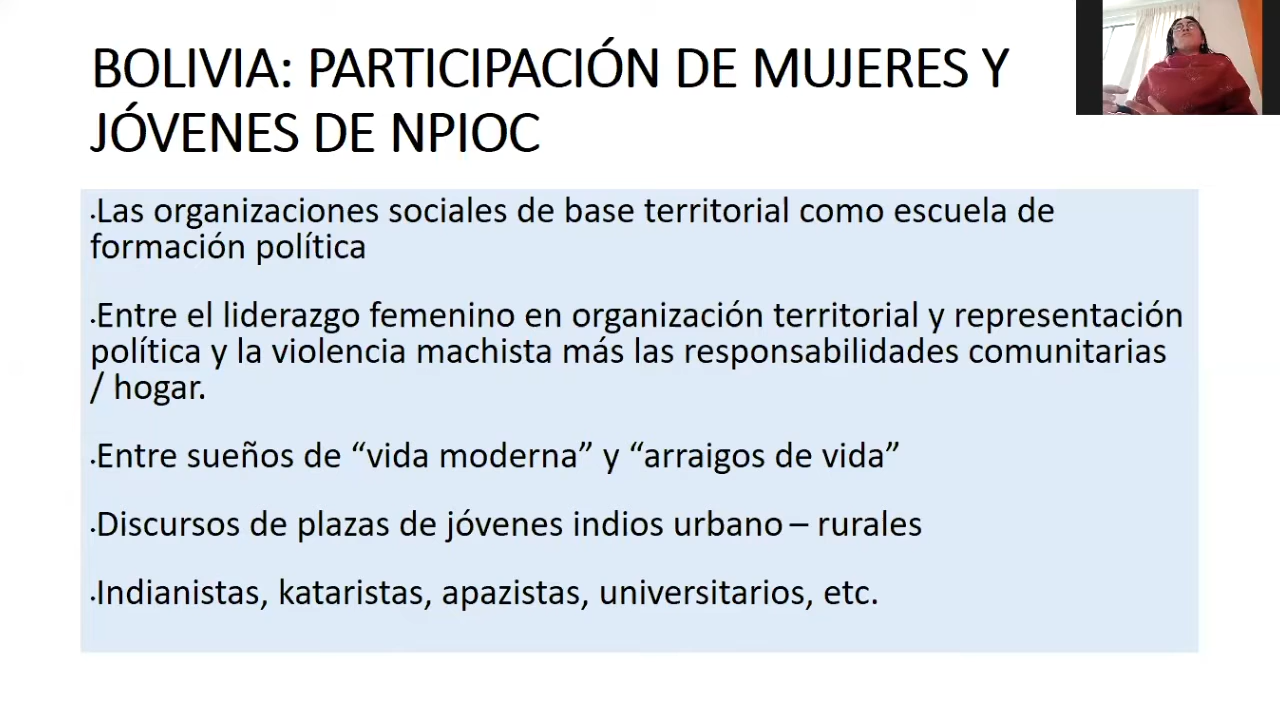 BOLIVIA: PARTICIPACIÓN DE MUJERES Y
JÓVENES DE NPIOC
·Las organizaciones sociales de base territorial como escuela de
formación política
·Entre el liderazgo femenino en organización territorial y representación
política y la violencia machista más las responsabilidades comunitarias
/ hogar.
·Entre sueños de “vida moderna” y “arraigos de vida”
·Discursos de plazas de jóvenes indios urbano – rurales
·Indianistas, kataristas, apazistas, universitarios, etc.